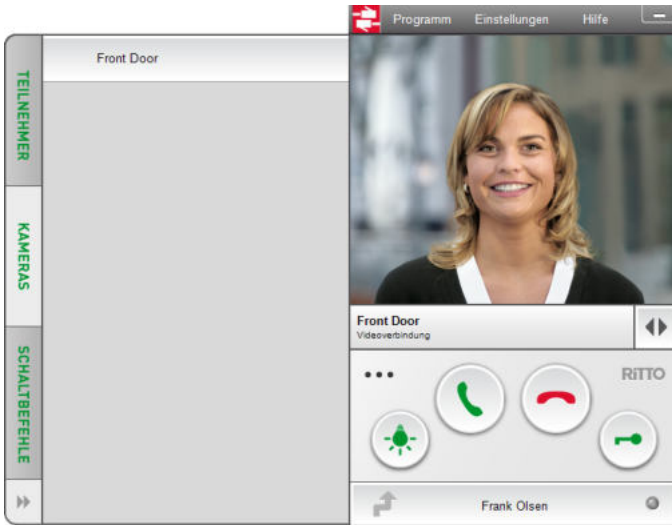 Programm Einstellungen Hilfe
TEILNEHMER
KAMERAS
SCHALTBEFEHLE
Front Door
Front Door
Videoverbindung
RiTTO
Frank Olsen